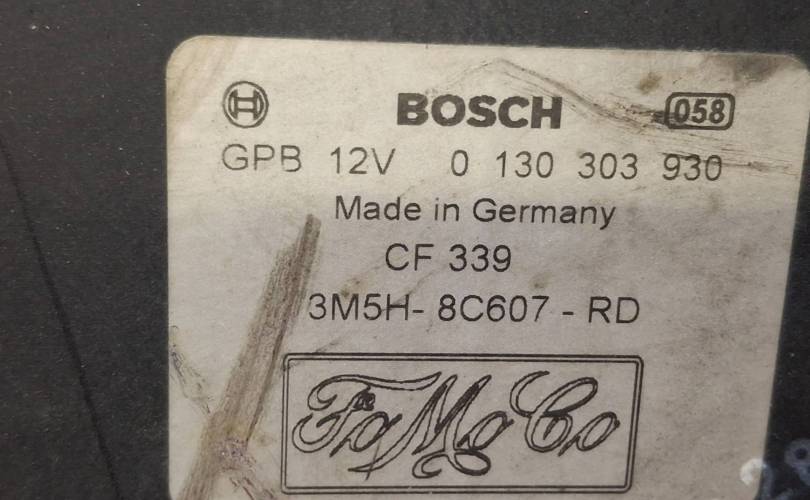 BOSCH 058
GPB 12V 0 130 303 930
Made in Germany
CF 339
3M5H- 8C607 - RD
FoMoCo